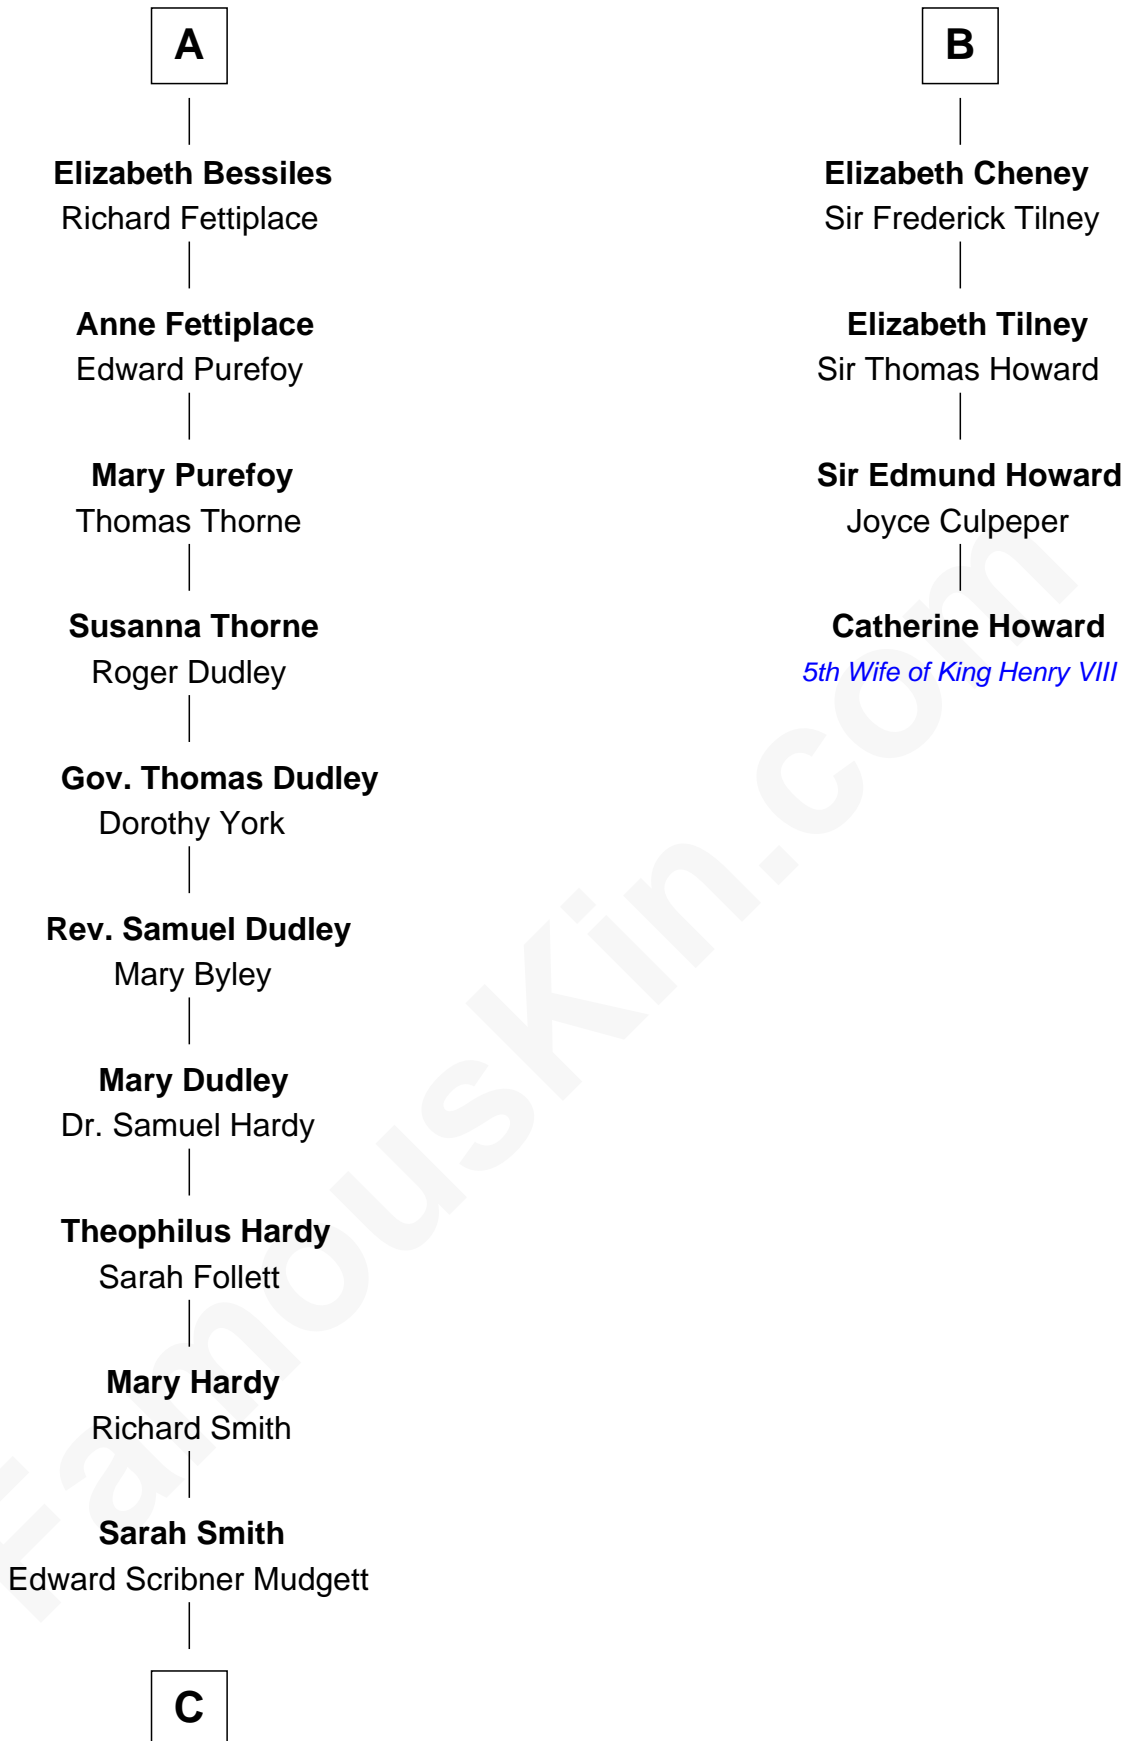 A
Elizabeth Bessiles
Richard Fettiplace
Anne Fettiplace
Edward Purefoy
Mary Purefoy
Thomas Thorne
Susanna Thorne
Roger Dudley
Gov. Thomas Dudley
Dorothy York
Rev. Samuel Dudley
Mary Byley
Mary Dudley
Dr. Samuel Hardy
Theophilus Hardy
Sarah Follett
Mary Hardy
Richard Smith
Sarah Smith
Edward Scribner Mudgett
C
B
Elizabeth Cheney
Sir Frederick Tilney
Elizabeth Tilney
Sir Thomas Howard
Sir Edmund Howard
Joyce Culpeper
Catherine Howard
5th Wife of King Henry VIII
FamousKin.com